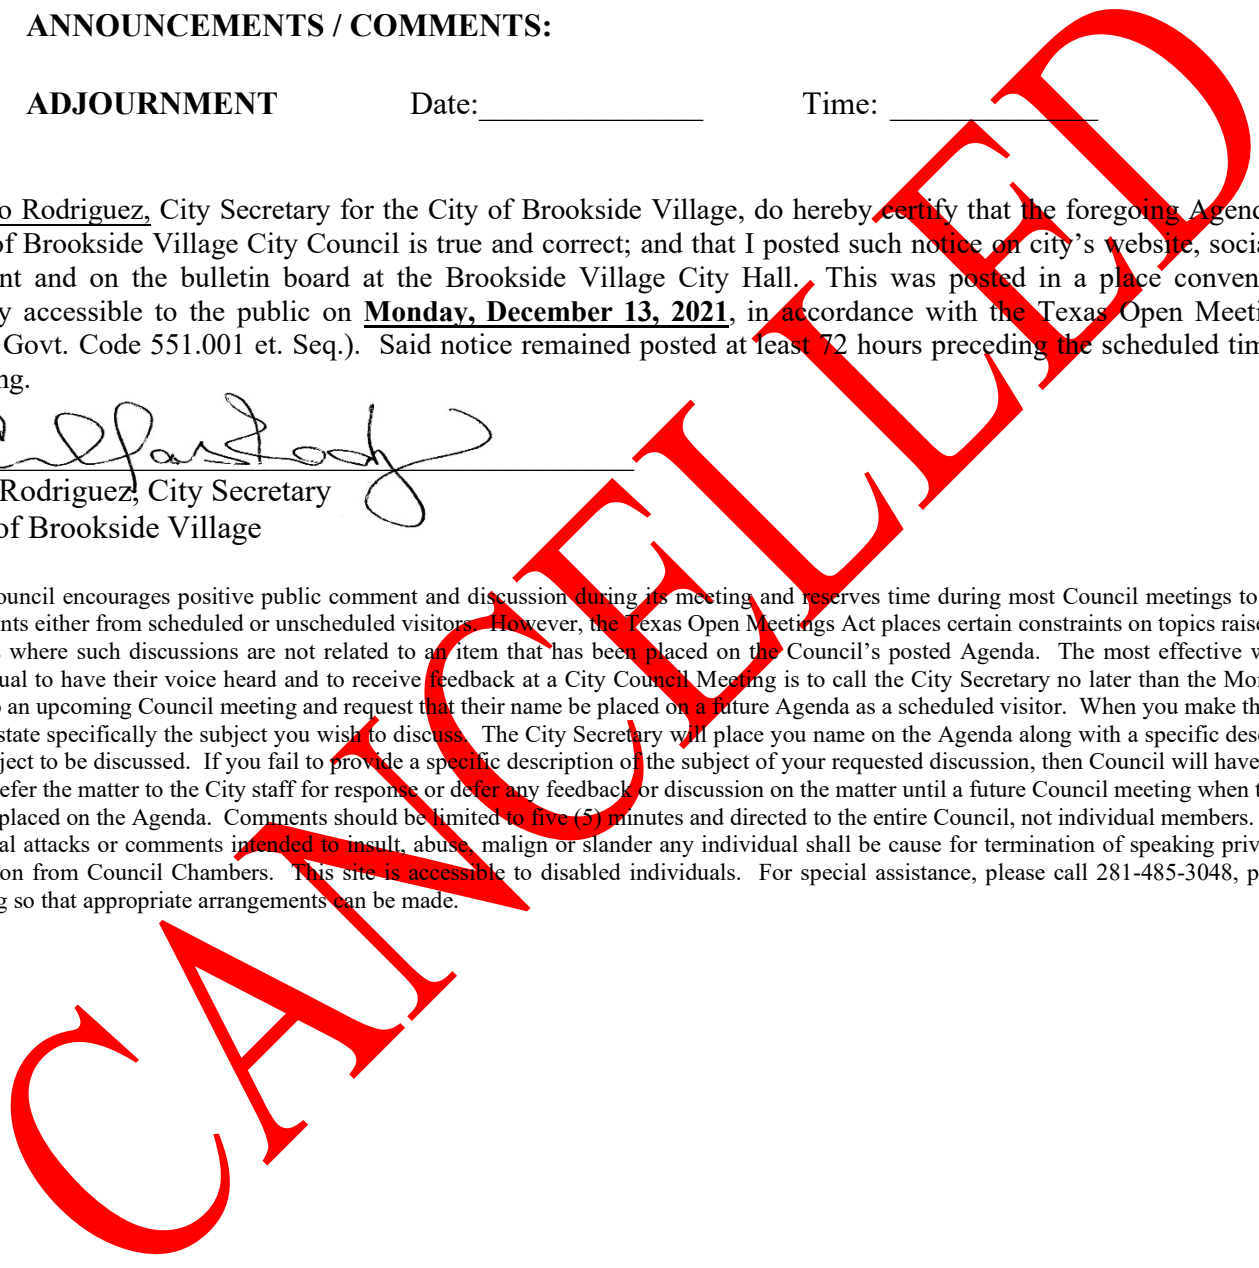 ANNOUNCEMENTS / COMMENTS:
ADJOURNMENT Date:______________ Time: _____________
o Rodriguez, City Secretary for the City of Brookside Village, do hereby certify that the foregoing Agend
of Brookside Village City Council is true and correct; and that I posted such notice on city’s website, socia
nt and on the bulletin board at the Brookside Village City Hall. This was posted in a place conven
y accessible to the public on Monday, December 13, 2021, in accordance with the Texas Open Meeti
Govt. Code 551.001 et. Seq.). Said notice remained posted at least 72 hours preceding the scheduled tim
ng.
Rodriguez, City Secretary
of Brookside Village
ouncil encourages positive public comment and discussion during its meeting and reserves time during most Council meetings to
nts either from scheduled or unscheduled visitors. However, the Texas Open Meetings Act places certain constraints on topics raise
where such discussions are not related to an item that has been placed on the Council’s posted Agenda. The most effective w
ual to have their voice heard and to receive feedback at a City Council Meeting is to call the City Secretary no later than the Mon
o an upcoming Council meeting and request that their name be placed on a future Agenda as a scheduled visitor. When you make th
state specifically the subject you wish to discuss. The City Secretary will place you name on the Agenda along with a specific desc
ject to be discussed. If you fail to provide a specific description of the subject of your requested discussion, then Council will have
efer the matter to the City staff for response or defer any feedback or discussion on the matter until a future Council meeting when t
placed on the Agenda. Comments should be limited to five (5) minutes and directed to the entire Council, not individual members.
al attacks or comments intended to insult, abuse, malign or slander any individual shall be cause for termination of speaking priv
on from Council Chambers. This site is accessible to disabled individuals. For special assistance, please call 281-485-3048, p
g so that appropriate arrangements can be made.
CANCELLED